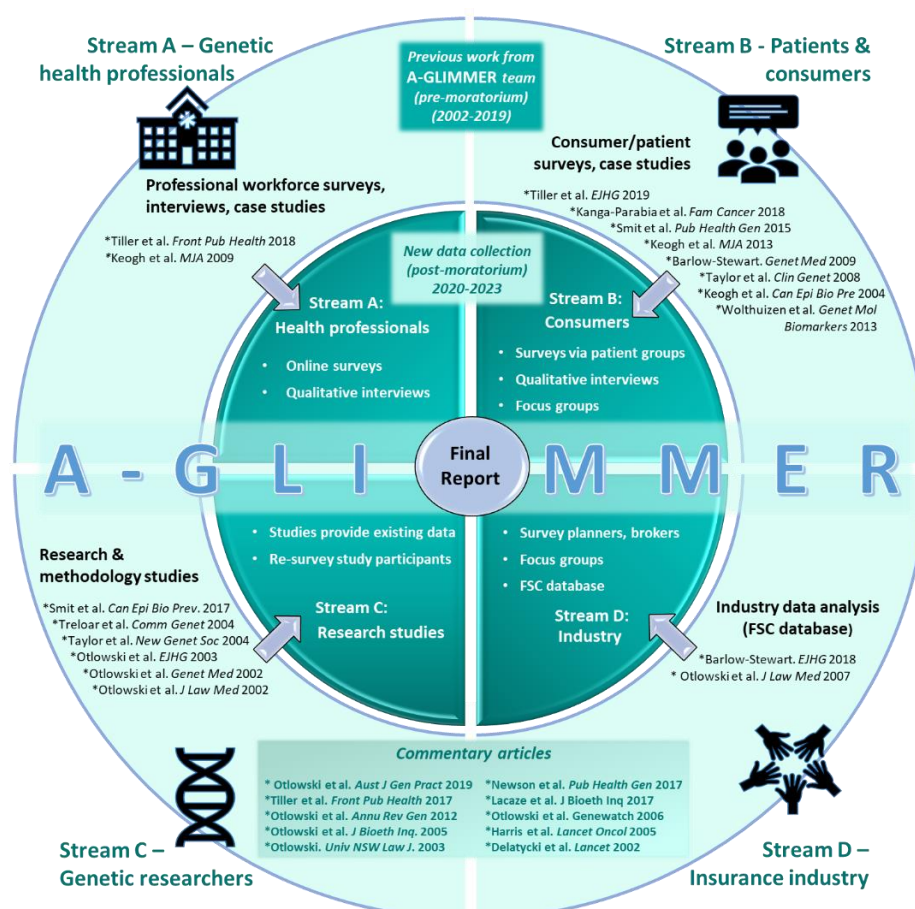 Stream A – Genetic
health professionals
Previous work from
A-GLIMMER team
(pre-moratorium)
(2002-2019)
Stream B - Patients &
consumers
Professional workforce surveys,
interviews, case studies
*Tiller et al. Front Pub Health 2018
*Keogh et al. MJA 2009
Consumer/patient
surveys, case studies
*Tiller et al. EJHG 2019
*Kanga-Parabia et al. Fam Cancer 2018
*Smit et al. Pub Health Gen 2015
*Keogh et al. MJA 2013
*Barlow-Stewart. Genet Med 2009
*Taylor et al. Clin Genet 2008
*Keogh et al. Can Epi Bio Pre 2004
*Wolthuizen et al. Genet Mol
Biomarkers 2013
New data collection
(post-moratorium)
2020-2023
Stream A:
Health professionals
• Online surveys
• Qualitative interviews
Stream B:
Consumers
• Surveys via patient groups
• Qualitative interviews
• Focus groups
A - G L I M M E R
Final
Report
• Studies provide existing data
• Re-survey study participants
Stream C:
Research studies
• Survey planners, brokers
• Focus groups
• FSC database
Stream D:
Industry
Research &
methodology studies
*Smit et al. Can Epi Bio Prev. 2017
*Treloar et al. Comm Genet 2004
*Taylor et al. New Genet Soc 2004
*Otlowski et al. EJHG 2003
*Otlowski et al. Genet Med 2002
*Otlowski et al. J Law Med 2002
Industry data analysis
(FSC database)
*Barlow-Stewart. EJHG 2018
* Otlowski et al. J Law Med 2007
Commentary articles
* Otlowski et al. Aust J Gen Pract 2019
*Tiller et al. Front Pub Health 2017
*Otlowski et al. Annu Rev Gen 2012
*Otlowski et al. J Bioeth Inq. 2005
*Otlowski. Univ NSW Law J. 2003
*Newson et al. Pub Health Gen 2017
*Lacaze et al. J Bioeth Inq 2017
*Otlowski et al. Genewatch 2006
*Harris et al. Lancet Oncol 2005
*Delatycki et al. Lancet 2002
Stream C –
Genetic researchers
Stream D –
Insurance industry